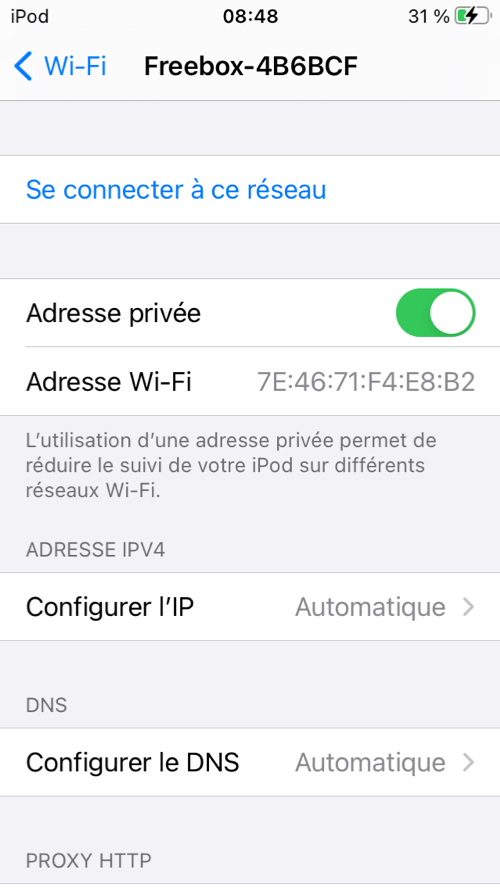 iPod 08:48 31 %
Wi-Fi Freebox-4B6BCF
Se connecter à ce réseau
Adresse privée
Adresse Wi-Fi 7E:46:71:F4:E8:B2
L’utilisation d’une adresse privée permet de
réduire le suivi de votre iPod sur différents
réseaux Wi-Fi.
ADRESSE IPV4
Configurer l’IP Automatique
DNS
Configurer le DNS Automatique
PROXY HTTP